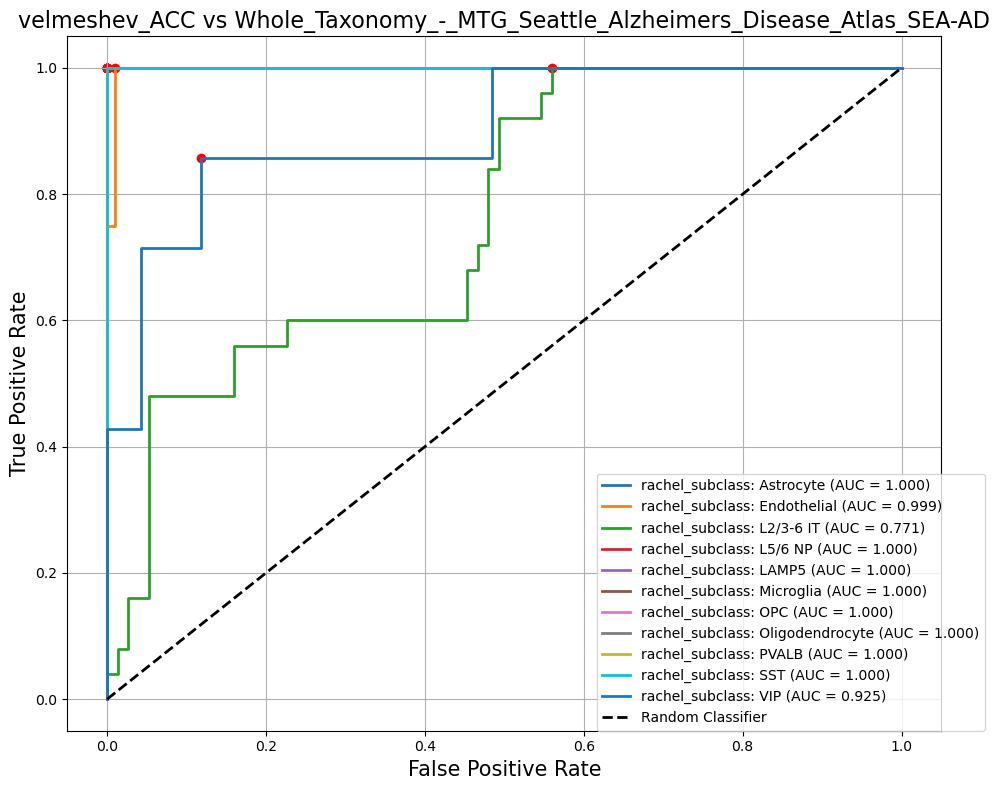 velmeshev_ACC vs Whole_Taxonomy_-_MTG_Seattle_Alzheimers_Disease_Atlas_SEA-AD
1.0
0.8
0.6
0.4
0.2
0.0
True Positive Rate
rachel_subclass: Astrocyte (AUC = 1.000)
rachel_subclass: Endothelial (AUC = 0.999)
rachel_subclass: L2/3-6 IT (AUC = 0.771)
rachel_subclass: L5/6 NP (AUC = 1.000)
rachel_subclass: LAMP5 (AUC = 1.000)
rachel_subclass: Microglia (AUC = 1.000)
rachel_subclass: OPC (AUC = 1.000)
rachel_subclass: Oligodendrocyte (AUC = 1.000)
rachel_subclass: PVALB (AUC = 1.000)
rachel_subclass: SST (AUC = 1.000)
rachel_subclass: VIP (AUC = 0.925)
Random Classifier
0.0 0.2 0.4 0.6 0.8 1.0
False Positive Rate